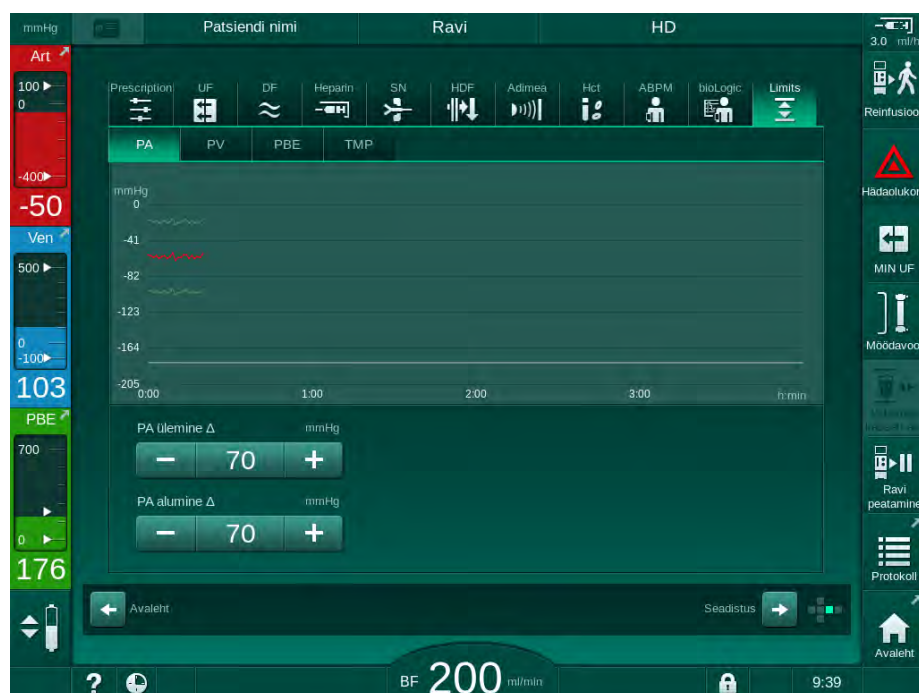 mmHg
Patsiendi nimi
Ravi
HD
3.0 ml/h
Art
100
0
-400
-50
Ven
500
0
-100
103
PBE
700
0
176
Prescription
UF
DF
Heparin
SN
HDF
Adimea
Hct
ABPM
bioLogic
Limits
PA
PV
PBE
TMP
mmHg
0
-41
-82
-123
-164
-205
0:00
1:00
2:00
3:00
h:min
PA ülemine Δ
mmHg
− 70 +
PA alumine Δ
mmHg
− 70 +
Avaleht
Seadistus
Reinfusioo
Hädaolukor
MIN UF
Möödavoo
Ravi
peatamine
Protokoll
Avaleht
?
BF 200 ml/min
9:39